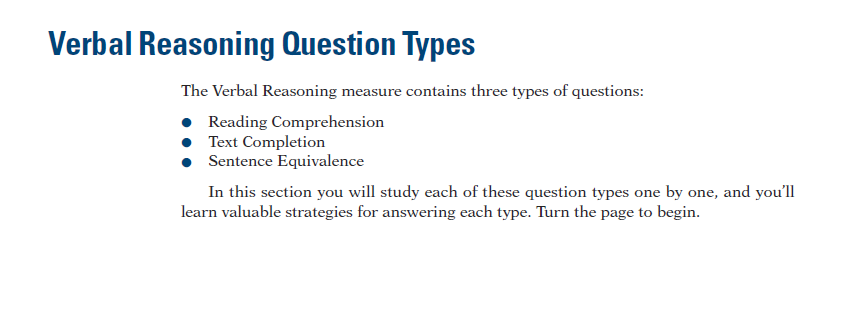 Verbal Reasoning Question Types
The Verbal Reasoning measure contains three types of questions:
● Reading Comprehension
● Text Completion
● Sentence Equivalence
In this section you will study each of these question types one by one, and you’ll
learn valuable strategies for answering each type. Turn the page to begin.